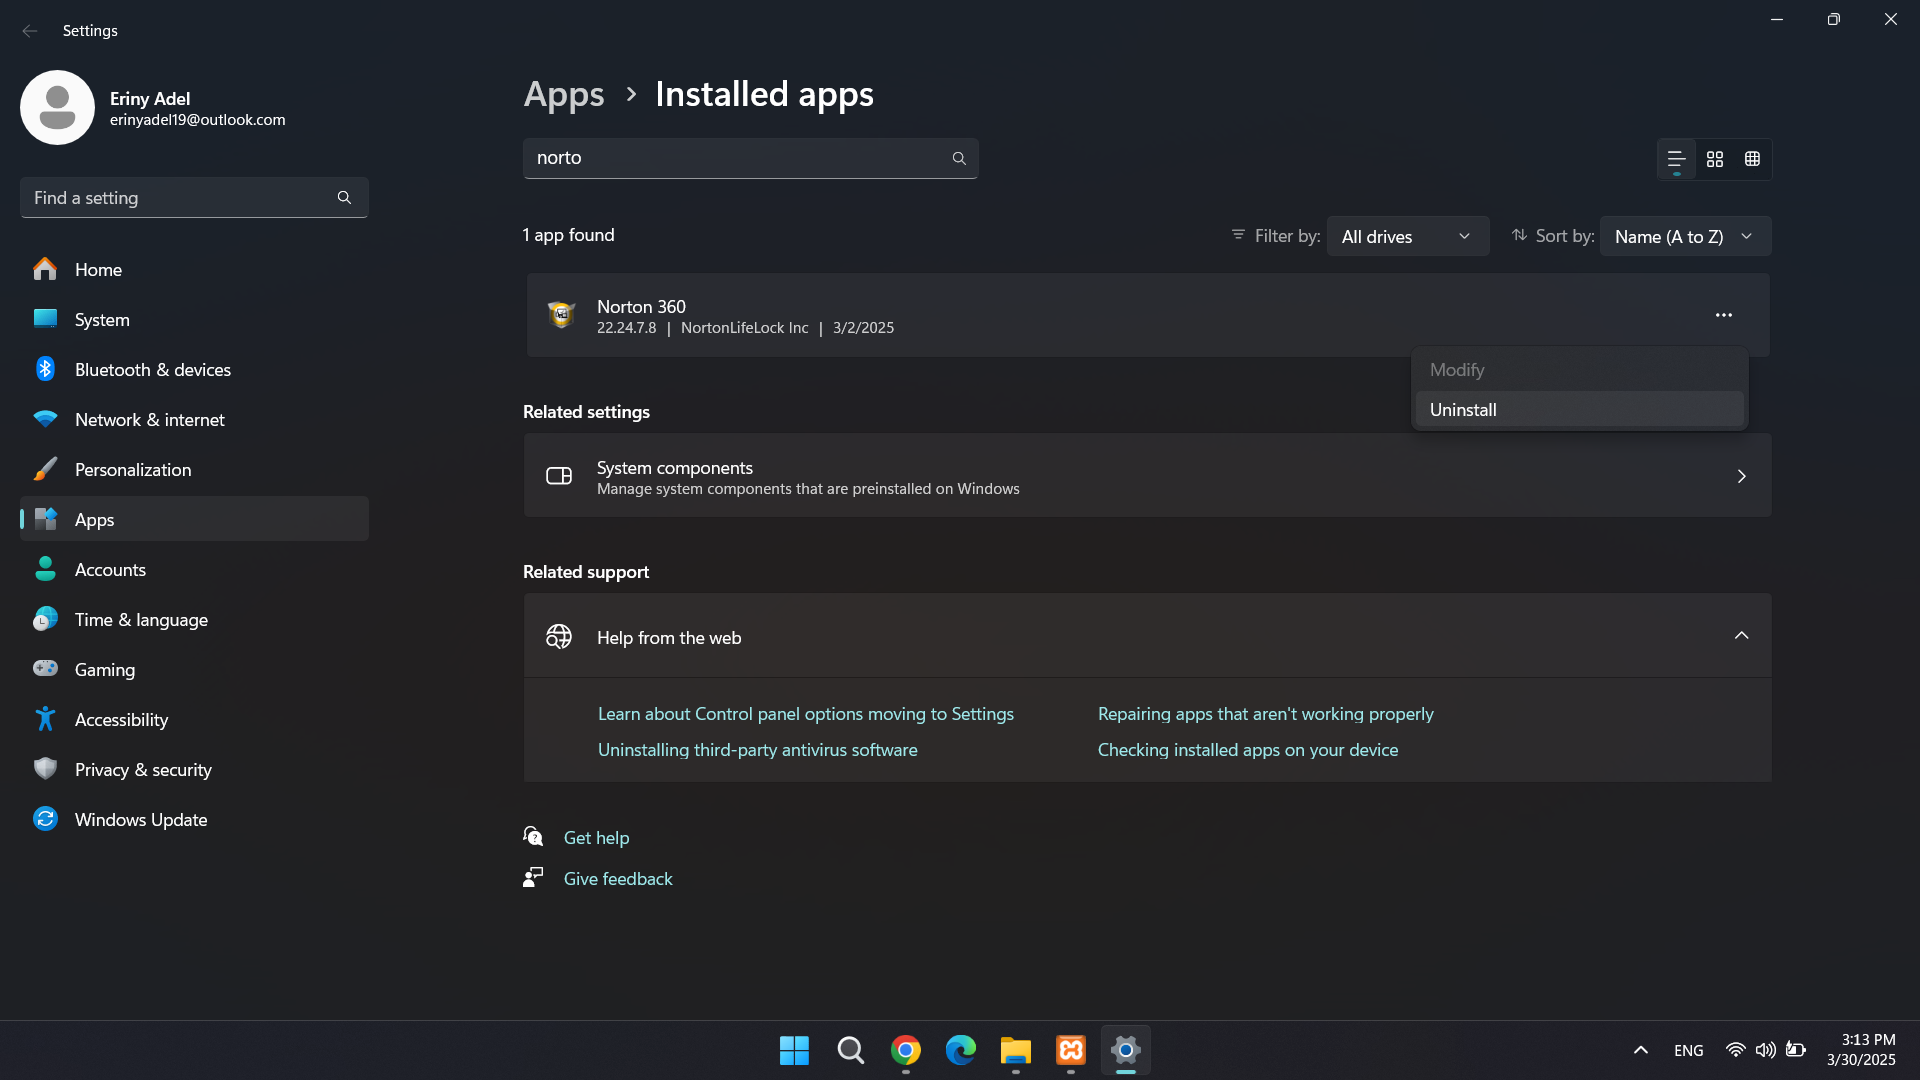 Settings
Eriny Adel
erinyadel19@outlook.com
Find a setting
Home
System
Bluetooth & devices
Network & internet
Personalization
Apps
Accounts
Time & language
Gaming
Accessibility
Privacy & security
Windows Update
Apps > Installed apps
norto
1 app found
Filter by: All drives
Sort by: Name (A to Z)
Norton 360
22.24.7.8 | NortonLifeLock Inc | 3/2/2025
Modify
Uninstall
Related settings
System components
Manage system components that are preinstalled on Windows
Related support
Help from the web
Learn about Control panel options moving to Settings
Repairing apps that aren't working properly
Uninstalling third-party antivirus software
Checking installed apps on your device
Get help
Give feedback
ENG
3:13 PM
3/30/2025